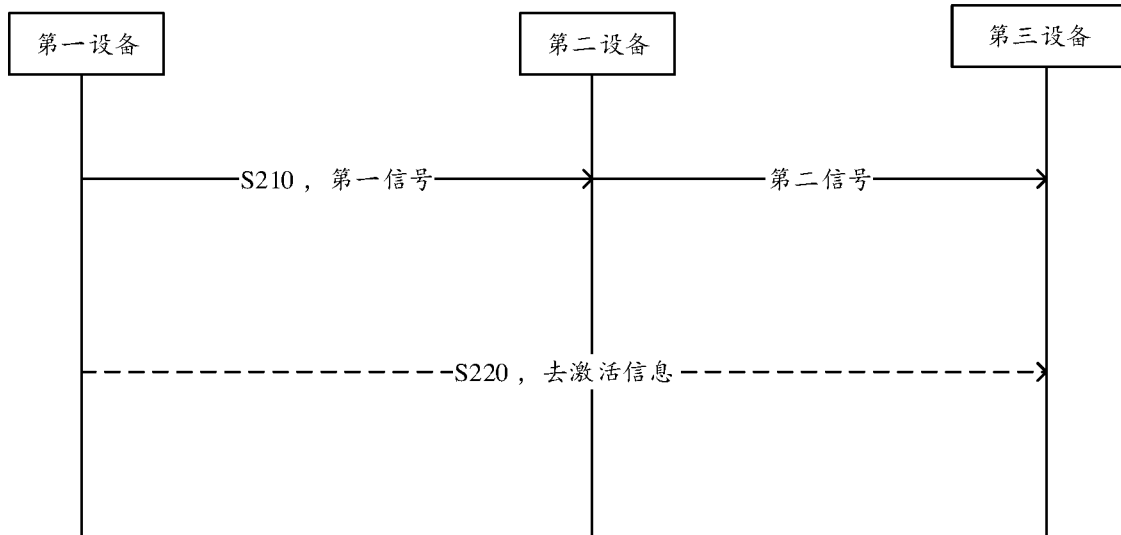 第一设备
第二设备
第三设备
S210，第一信号
第二信号
S220，去激活信息